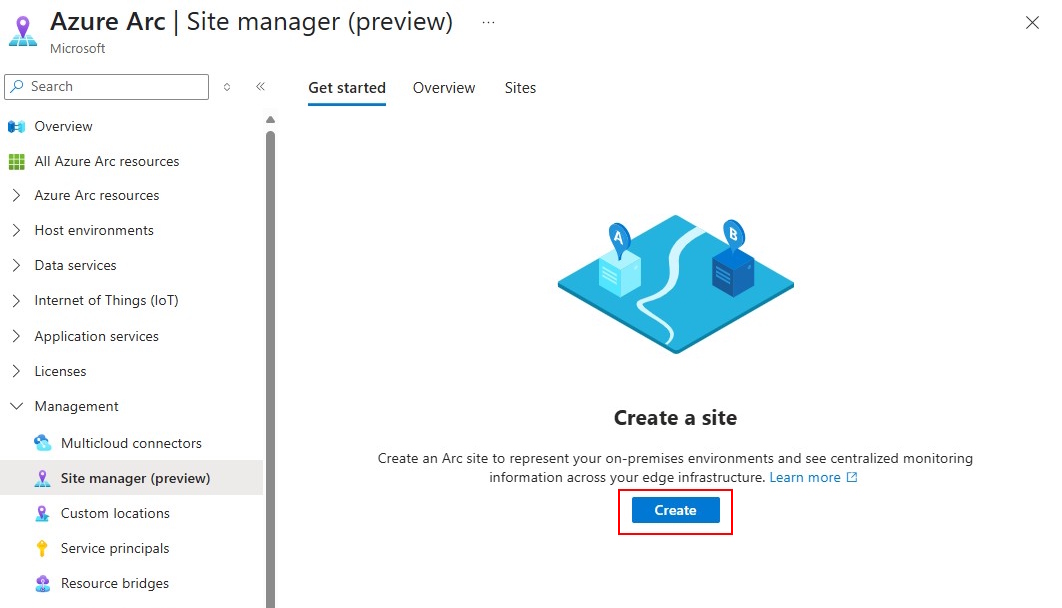 Azure Arc | Site manager (preview) ...
Microsoft
Search
Get started Overview Sites
Overview
All Azure Arc resources
Azure Arc resources
Host environments
Data services
Internet of Things (IoT)
Application services
Licenses
Management
Multicloud connectors
Site manager (preview)
Custom locations
Service principals
Resource bridges
A
B
Create a site
Create an Arc site to represent your on-premises environments and see centralized monitoring
information across your edge infrastructure. Learn more
Create